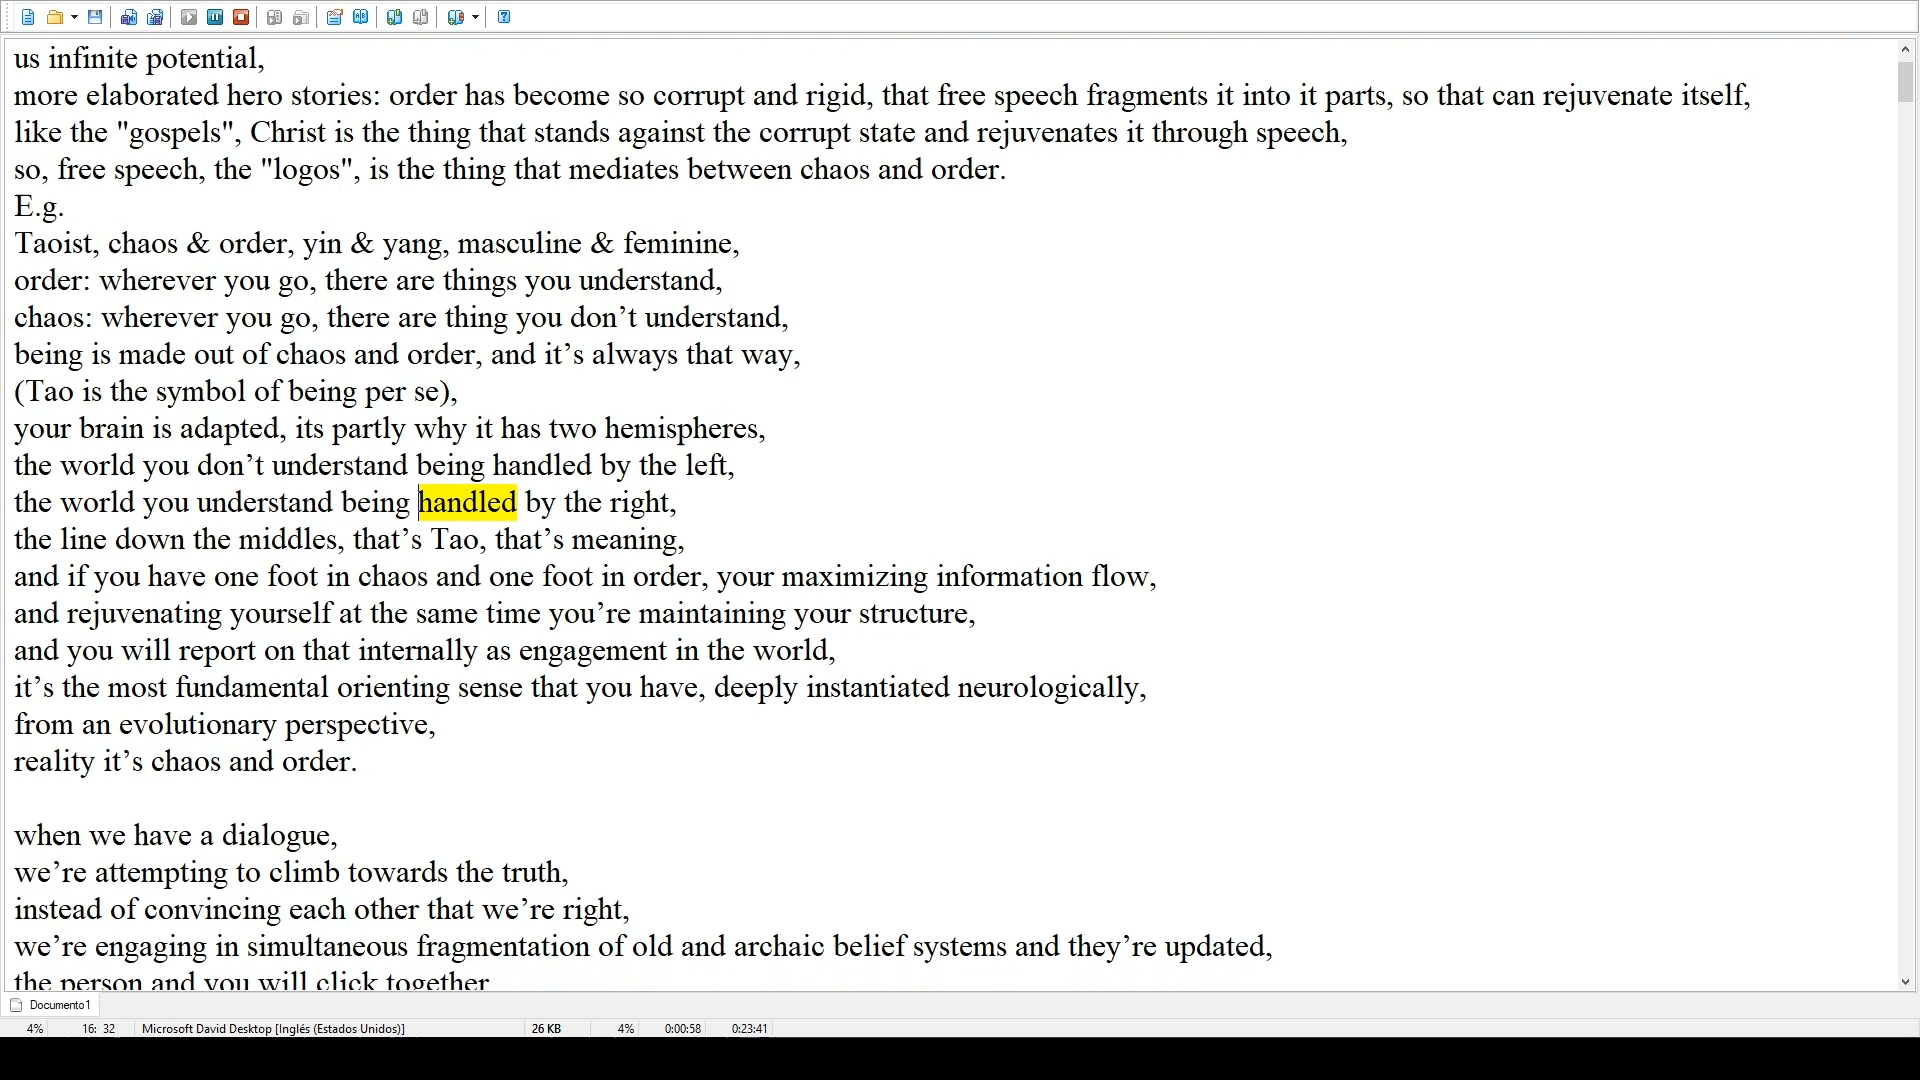 us infinite potential,
more elaborated hero stories: order has become so corrupt and rigid, that free speech fragments it into it parts, so that can rejuvenate itself,
like the "gospels", Christ is the thing that stands against the corrupt state and rejuvenates it through speech,
so, free speech, the "logos", is the thing that mediates between chaos and order.
E.g.
Taoist, chaos & order, yin & yang, masculine & feminine,
order: wherever you go, there are things you understand,
chaos: wherever you go, there are thing you don’t understand,
being is made out of chaos and order, and it’s always that way,
(Tao is the symbol of being per se),
your brain is adapted, its partly why it has two hemispheres,
the world you don’t understand being handled by the left,
the world you understand being handled by the right,
the line down the middles, that’s Tao, that’s meaning,
and if you have one foot in chaos and one foot in order, your maximizing information flow,
and rejuvenating yourself at the same time you’re maintaining your structure,
and you will report on that internally as engagement in the world,
it’s the most fundamental orienting sense that you have, deeply instantiated neurologically,
from an evolutionary perspective,
reality it’s chaos and order.
when we have a dialogue,
we’re attempting to climb towards the truth,
instead of convincing each other that we’re right,
we’re engaging in simultaneous fragmentation of old and archaic belief systems and they’re updated,
the person and you will click together
Documento1
4% 16: 32 Microsoft David Desktop [Inglés (Estados Unidos)] 26 KB 4% 0:00:58 0:23:41